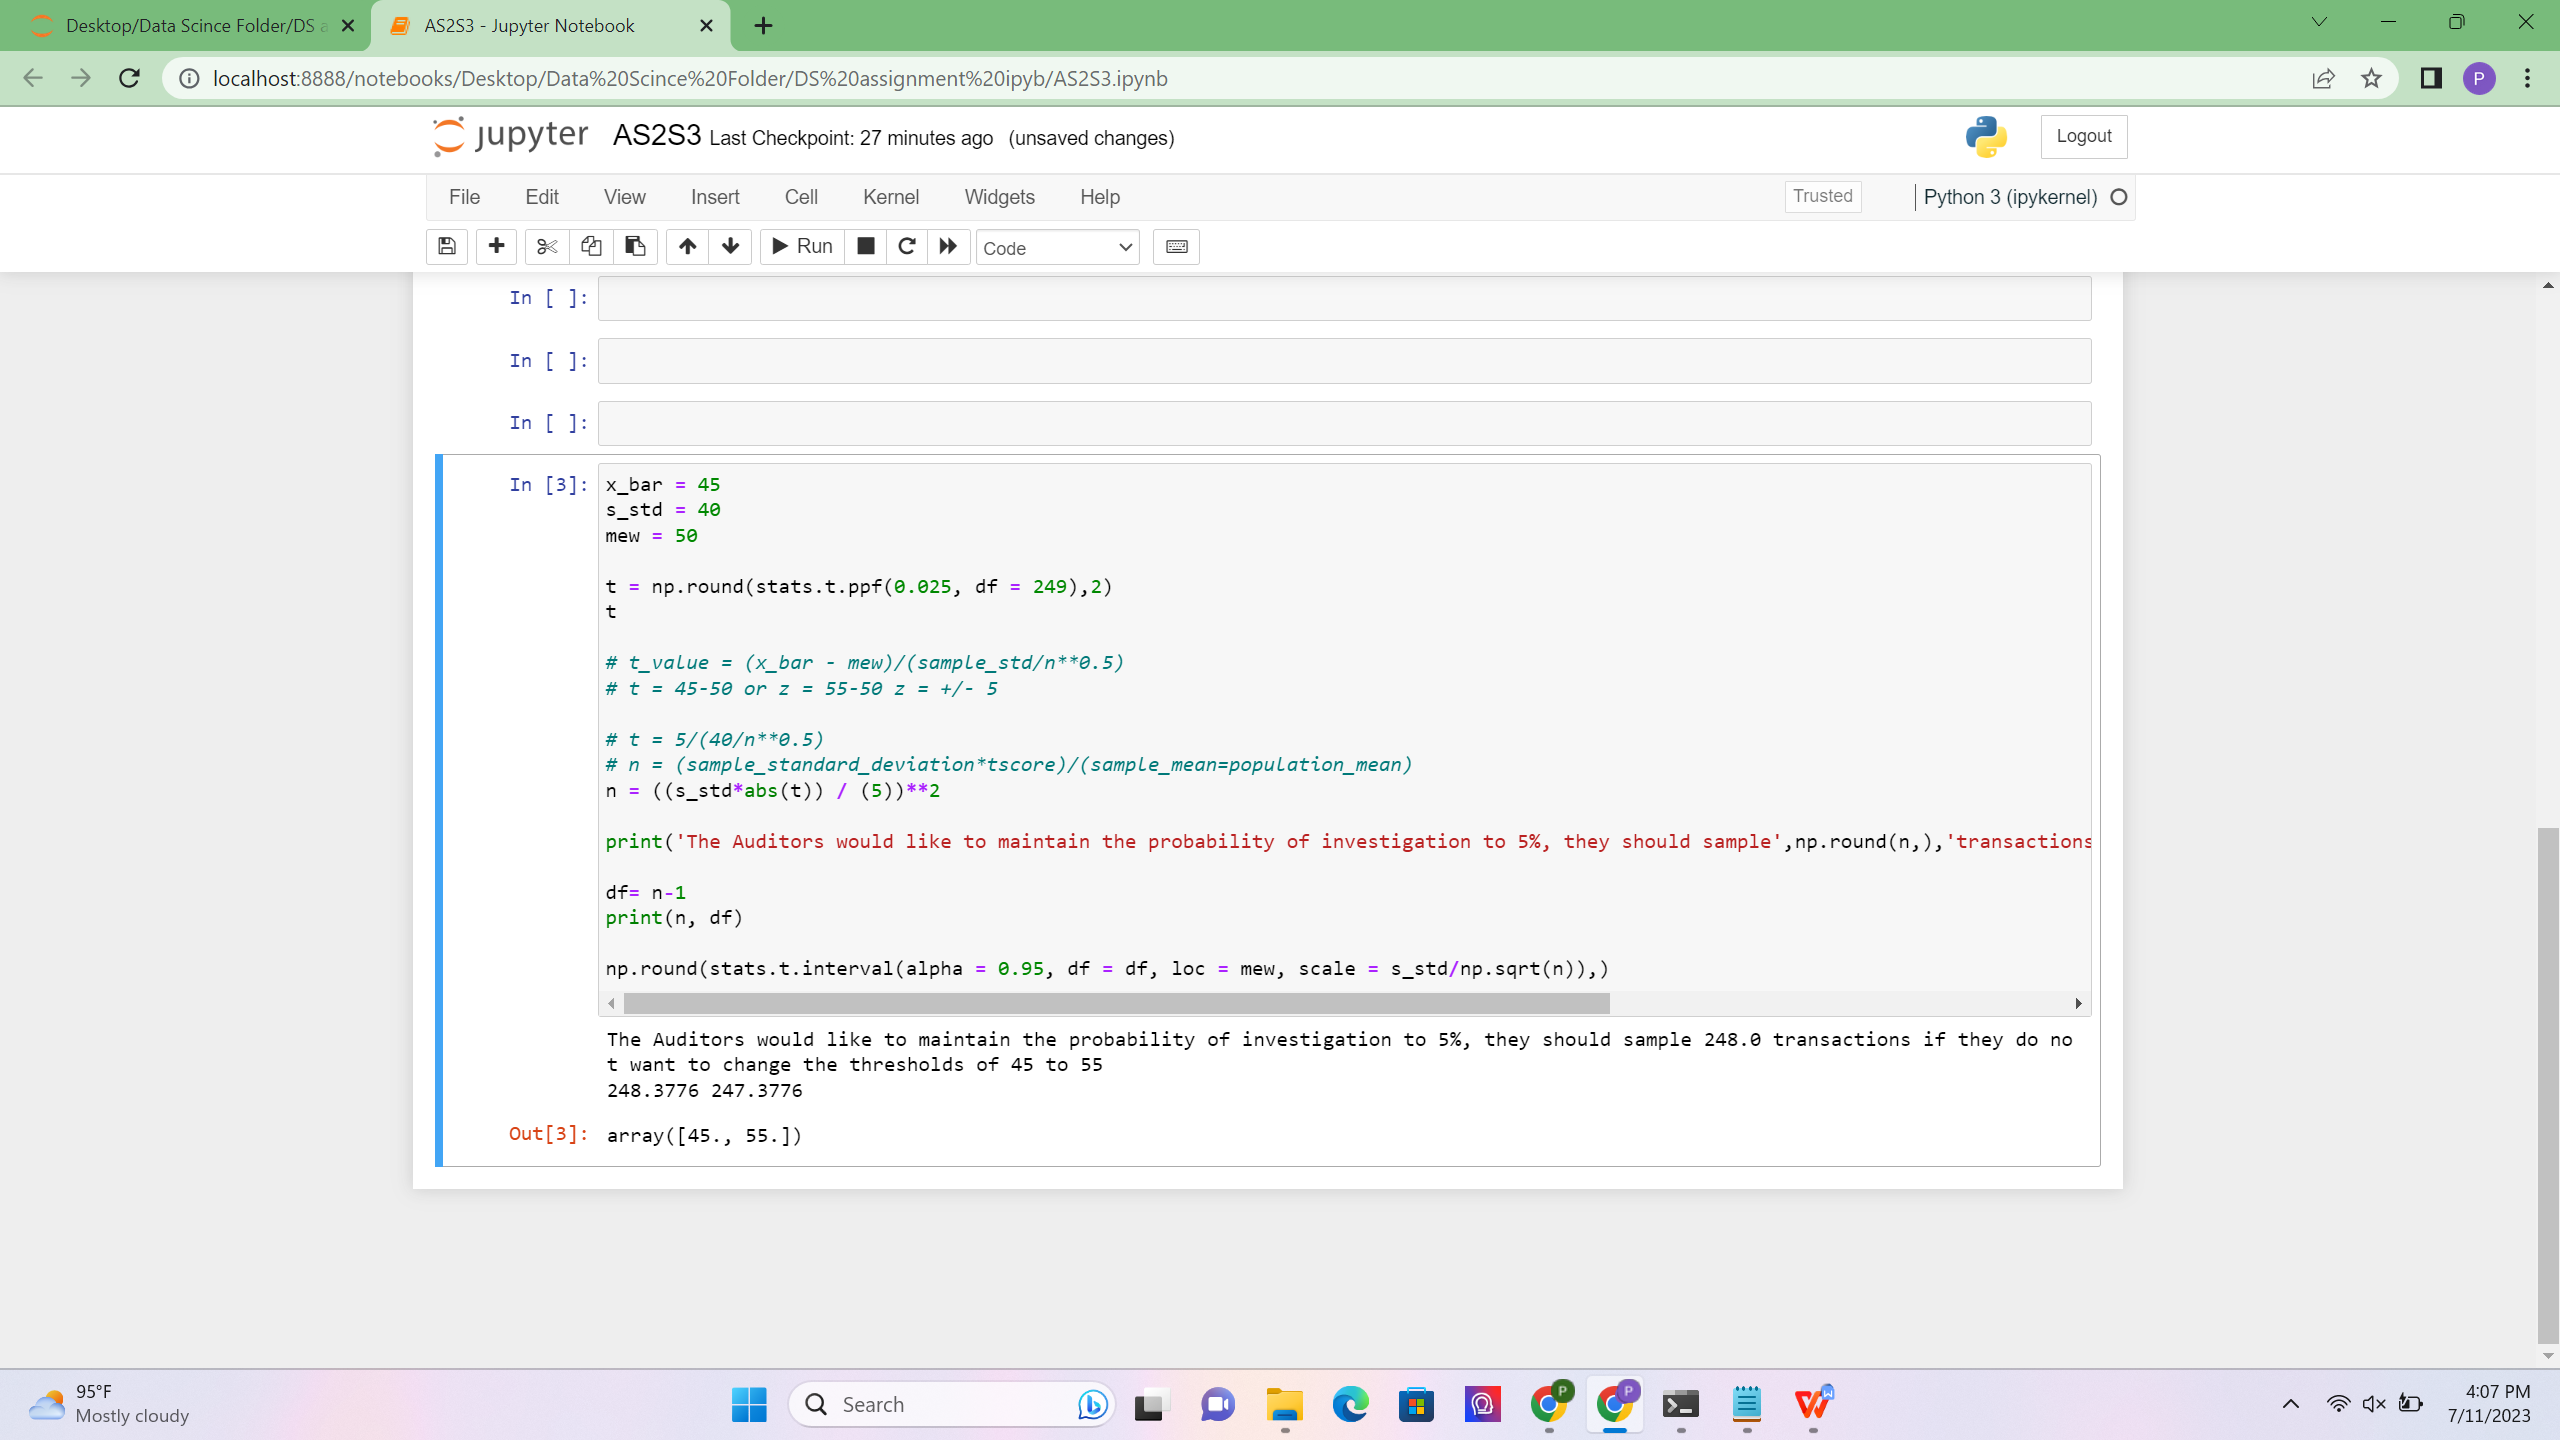 Desktop/Data Scince Folder/DS a
AS2S3 - Jupyter Notebook
localhost:8888/notebooks/Desktop/Data%20Scince%20Folder/DS%20assignment%20ipyb/AS2S3.ipynb
P
jupyter AS2S3 Last Checkpoint: 27 minutes ago (unsaved changes)
Logout
File Edit View Insert Cell Kernel Widgets Help
Trusted
Python 3 (ipykernel)
Run
Code
In [ ]:
In [ ]:
In [ ]:
In [3]:
x_bar = 45
s_std = 40
mew = 50
t = np.round(stats.t.ppf(0.025, df = 249),2)
t
# t_value = (x_bar - mew)/(sample_std/n**0.5)
# t = 45-50 or z = 55-50 z = +/- 5
# t = 5/(40/n**0.5)
# n = (sample_standard_deviation*tscore)/(sample_mean=population_mean)
n = ((s_std*abs(t)) / (5))**2
print('The Auditors would like to maintain the probability of investigation to 5%, they should sample',np.round(n,),'transactions
df= n-1
print(n, df)
np.round(stats.t.interval(alpha = 0.95, df = df, loc = mew, scale = s_std/np.sqrt(n)),)
The Auditors would like to maintain the probability of investigation to 5%, they should sample 248.0 transactions if they do no
t want to change the thresholds of 45 to 55
248.3776 247.3776
Out[3]: array([45., 55.])
95°F
Mostly cloudy
Search
P
P
W
4:07 PM
7/11/2023